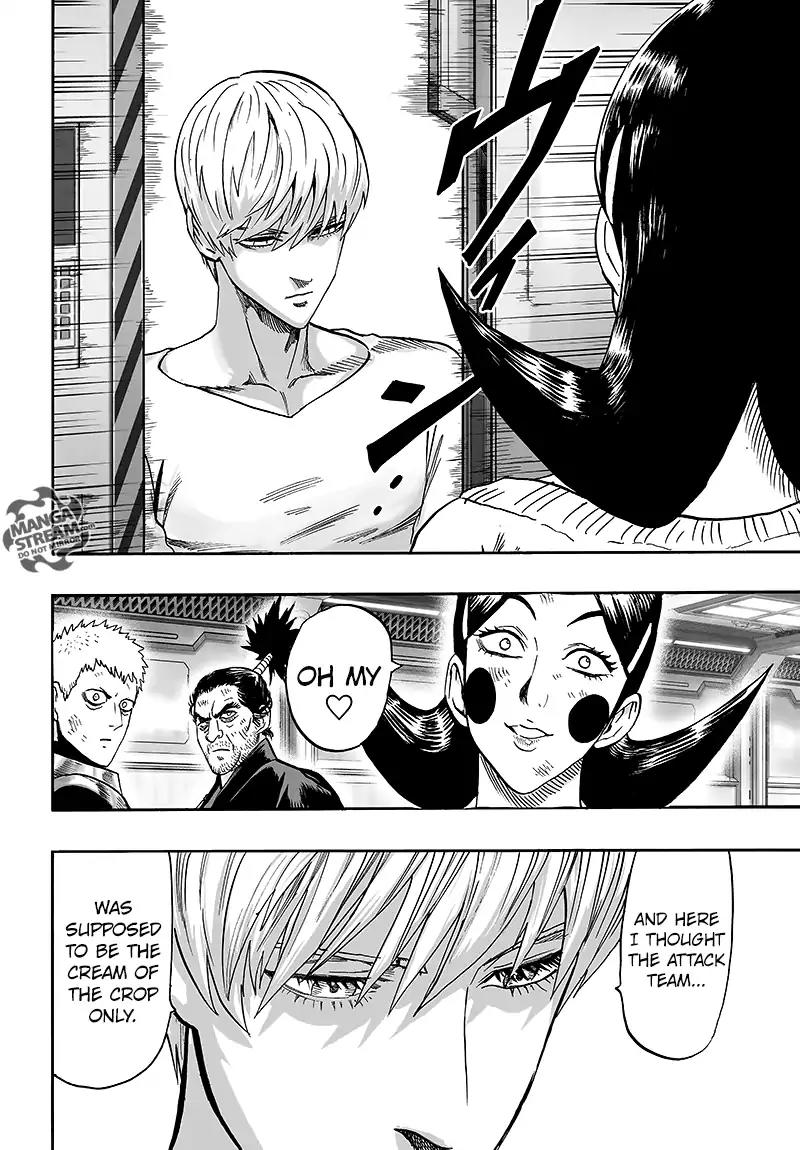 MANGA
STREAM.com
DO NOT MIRROR
OH MY
♡
AND HERE
I THOUGHT
THE ATTACK
TEAM...
WAS
SUPPOSED
TO BE THE
CREAM OF
THE CROP
ONLY.